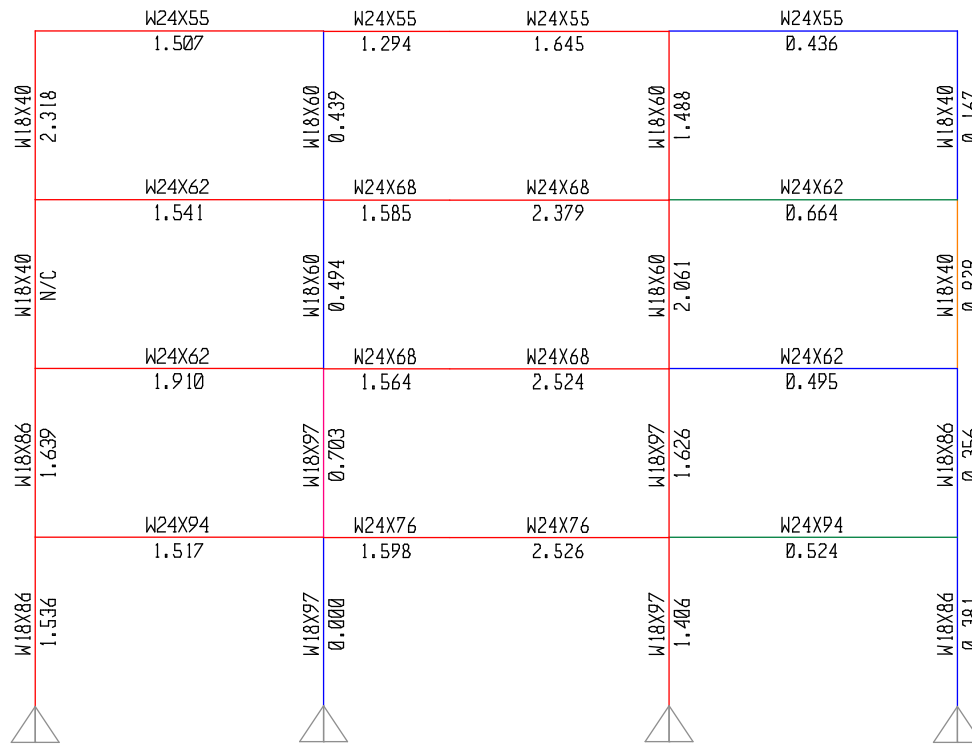 W24X55 W24X55 W24X55 W24X55
1.507 1.294 1.645 0.436
W18X40 W18X60 W18X60 W18X40
2.318 0.439 1.488
W24X62 W24X68 W24X68 W24X62
1.541 1.585 2.379 0.664
W18X40 W18X60 W18X60 W18X40
N/C 0.494 2.061
W24X62 W24X68 W24X68 W24X62
1.910 1.564 2.524 0.495
W18X86 W18X97 W18X97 W18X86
1.639 0.703 1.626
W24X94 W24X76 W24X76 W24X94
1.517 1.598 2.526 0.524
W18X86 W18X97 W18X97 W18X86
1.536 0.000 1.406